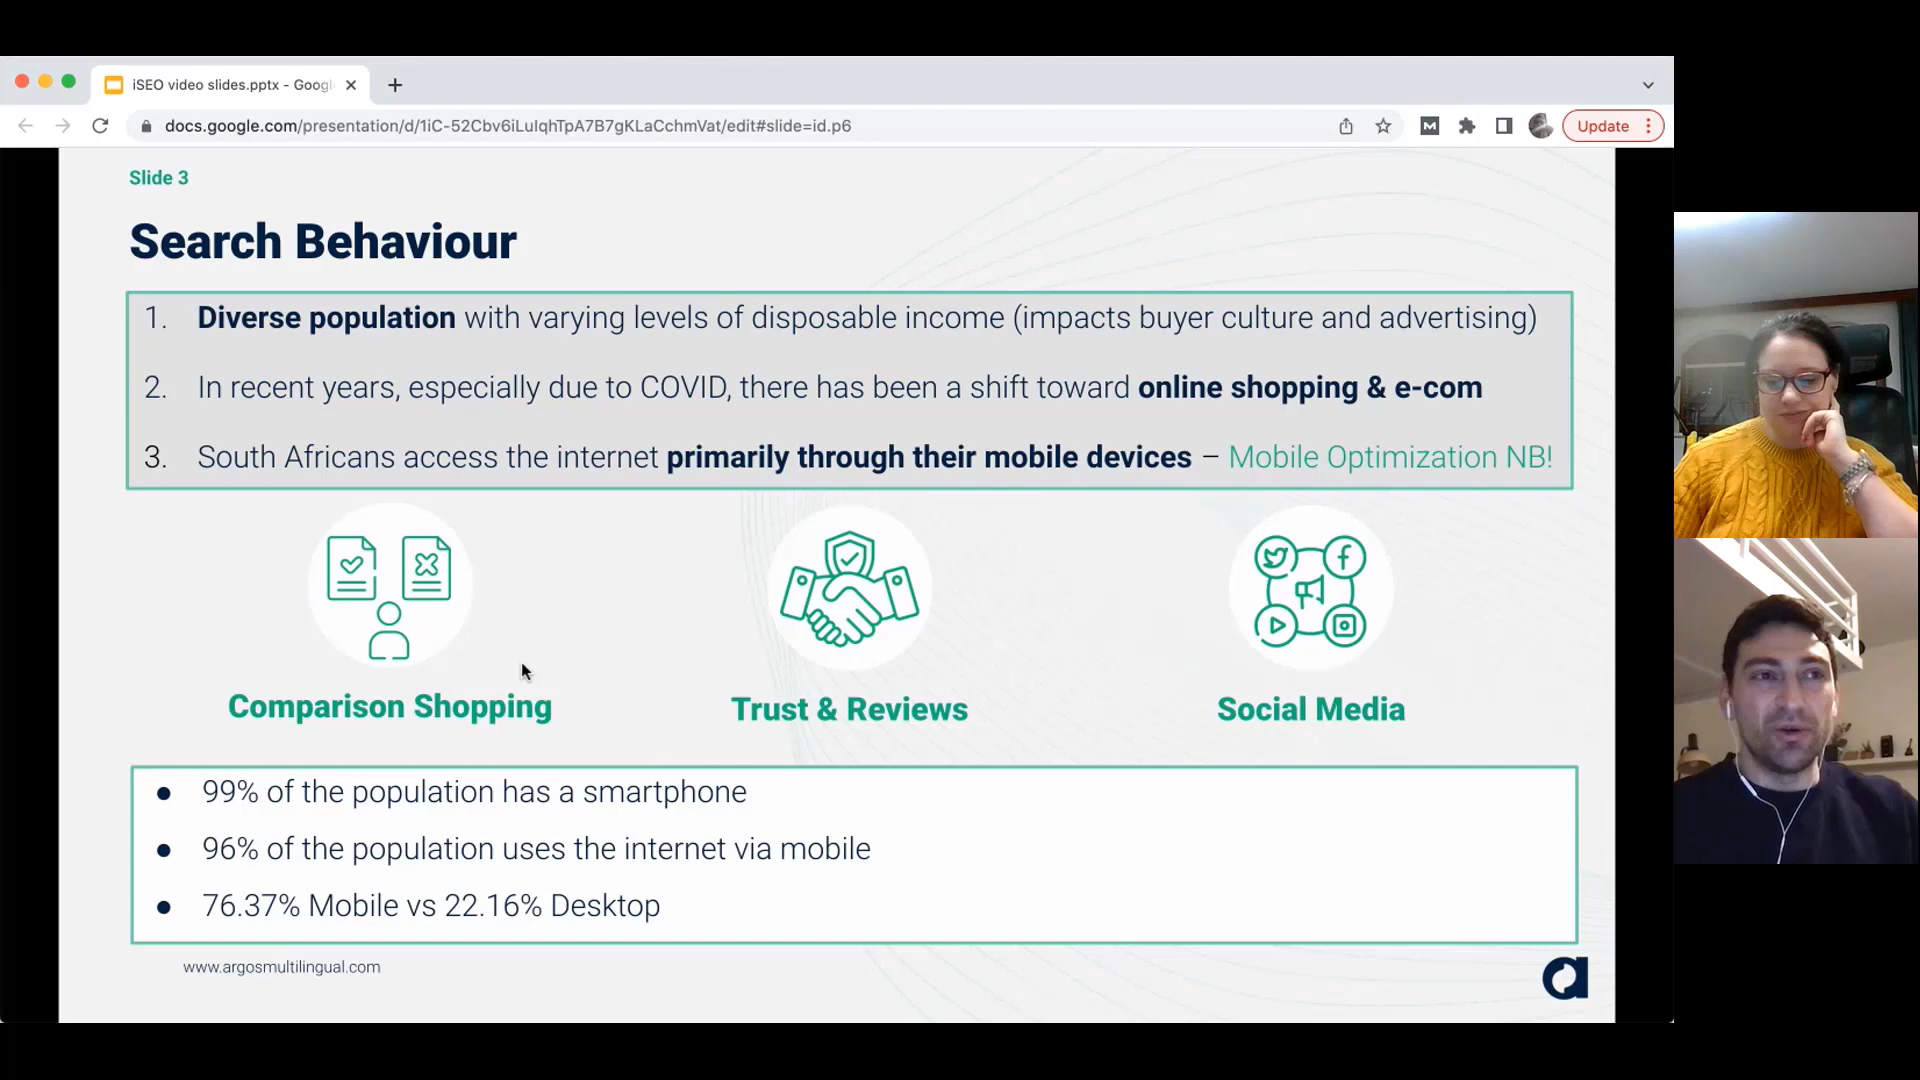 iSEO video slides.pptx - Googl
docs.google.com/presentation/d/1iC-52Cbv6iLuIqhTpA7B7gKLaCchmVat/edit#slide=id.p6
Update
Slide 3
Search Behaviour
1. Diverse population with varying levels of disposable income (impacts buyer culture and advertising)
2. In recent years, especially due to COVID, there has been a shift toward online shopping & e-com
3. South Africans access the internet primarily through their mobile devices – Mobile Optimization NB!
Comparison Shopping
Trust & Reviews
Social Media
● 99% of the population has a smartphone
● 96% of the population uses the internet via mobile
● 76.37% Mobile vs 22.16% Desktop
www.argosmultilingual.com